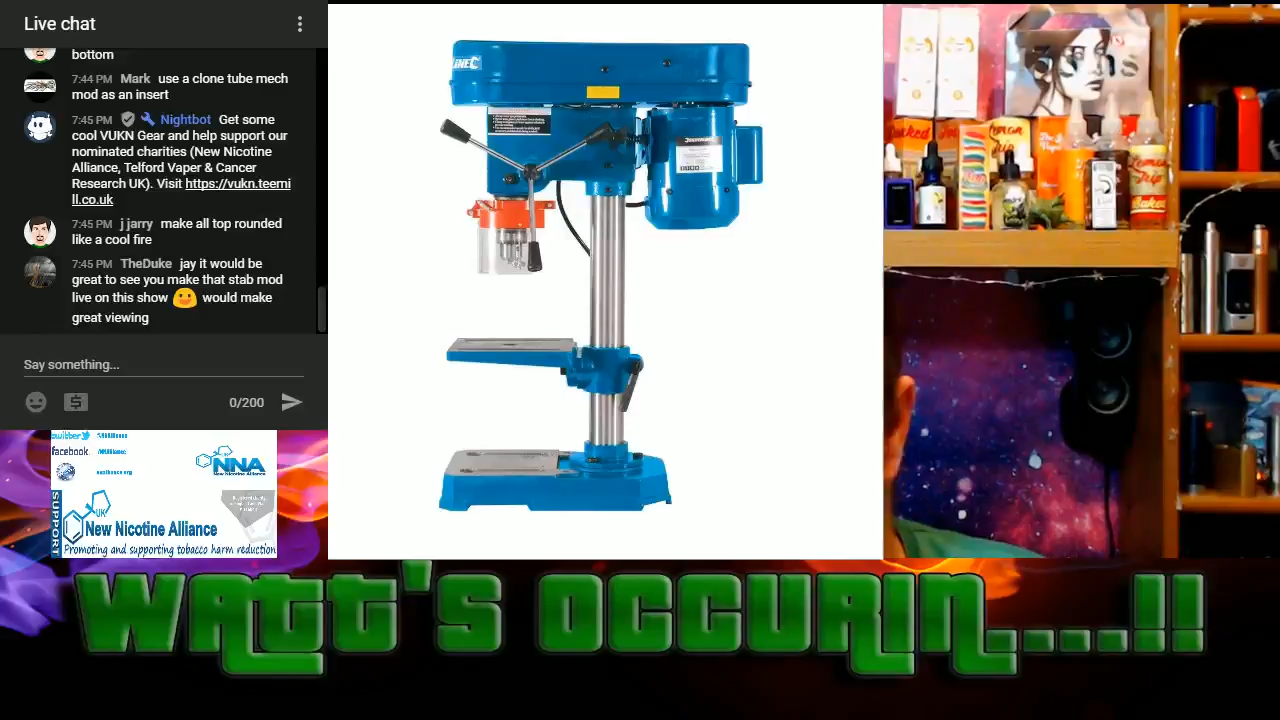 Live chat
bottom
7:44 PM Mark use a clone tube mech
mod as an insert
7:45 PM Nightbot Get some
cool VUKN Gear and help support our
nominated charities (New Nicotine
Alliance, Telford Vaper & Cancer
Research UK). Visit https://vukn.teemi
ll.co.uk
7:45 PM j jarry make all top rounded
like a cool fire
7:45 PM TheDuke jay it would be
great to see you make that stab mod
live on this show would make
great viewing
Say something...
0/200
twitter
facebook
NNA
New Nicotine Alliance
SUPPORT
UK
New Nicotine Alliance
Promoting and supporting tobacco harm reduction
Lemon
Baked
WATT'S OCCURIN....!!